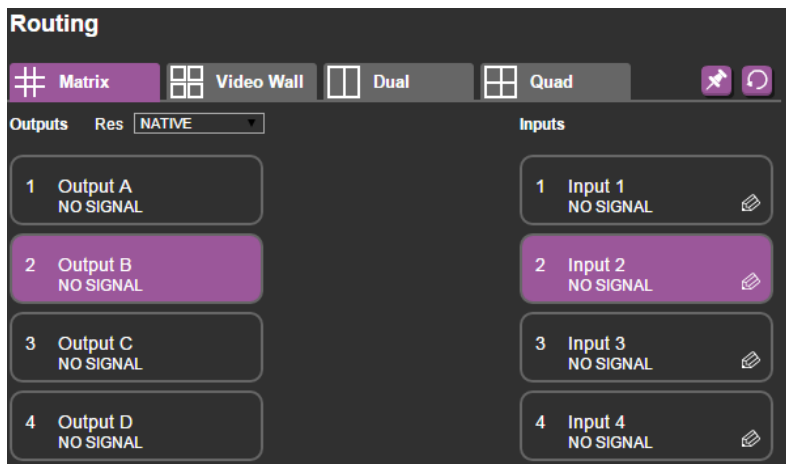 Routing
Matrix Video Wall Dual Quad
Outputs Res NATIVE Inputs
1 Output A
NO SIGNAL
1 Input 1
NO SIGNAL
2 Output B
NO SIGNAL
2 Input 2
NO SIGNAL
3 Output C
NO SIGNAL
3 Input 3
NO SIGNAL
4 Output D
NO SIGNAL
4 Input 4
NO SIGNAL